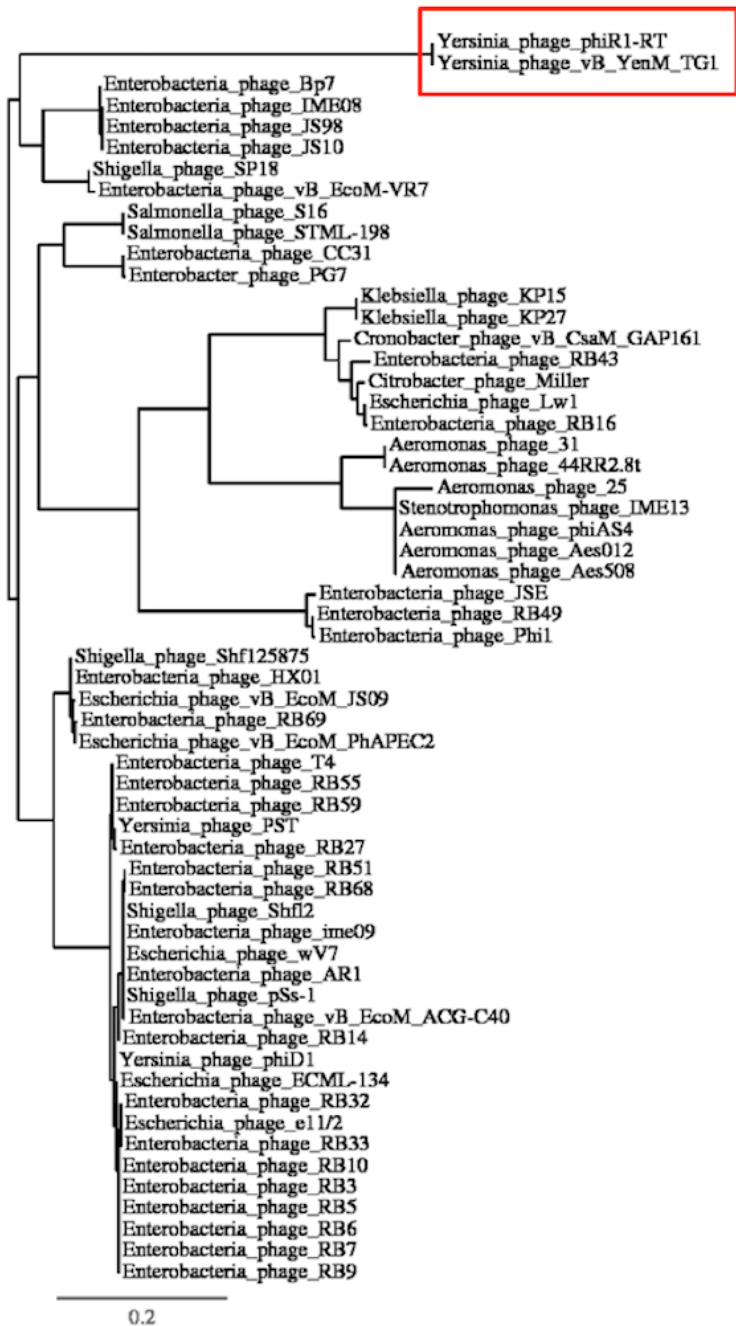 Yersinia_phage_phiR1-RT
Yersinia_phage_vB_YenM_TG1
Enterobacteria_phage_Bp7
Enterobacteria_phage_IME08
Enterobacteria_phage_JS98
Enterobacteria_phage_JS10
Shigella_phage_SP18
Enterobacteria_phage_vB_EcoM-VR7
Salmonella_phage_S16
Salmonella_phage_STML-198
Enterobacteria_phage_CC31
Enterobacter_phage_PG7
Klebsiella_phage_KP15
Klebsiella_phage_KP27
Cronobacter_phage_vB_CsaM_GAP161
Enterobacteria_phage_RB43
Citrobacter_phage_Miller
Escherichia_phage_Lw1
Enterobacteria_phage_RB16
Aeromonas_phage_31
Aeromonas_phage_44RR2.8t
Aeromonas_phage_25
Stenotrophomonas_phage_IME13
Aeromonas_phage_phiAS4
Aeromonas_phage_Aes012
Aeromonas_phage_Aes508
Enterobacteria_phage_JSE
Enterobacteria_phage_RB49
Enterobacteria_phage_Phi1
Shigella_phage_Shf125875
Enterobacteria_phage_HX01
Escherichia_phage_vB_EcoM_JS09
Enterobacteria_phage_RB69
Escherichia_phage_vB_EcoM_PhAPEC2
Enterobacteria_phage_T4
Enterobacteria_phage_RB55
Enterobacteria_phage_RB59
Yersinia_phage_PST
Enterobacteria_phage_RB27
Enterobacteria_phage_RB51
Enterobacteria_phage_RB68
Shigella_phage_Shfl2
Enterobacteria_phage_ime09
Escherichia_phage_wV7
Enterobacteria_phage_AR1
Shigella_phage_pSs-1
Enterobacteria_phage_vB_EcoM_ACG-C40
Enterobacteria_phage_RB14
Yersinia_phage_phiD1
Escherichia_phage_ECML-134
Enterobacteria_phage_RB32
Escherichia_phage_e11/2
Enterobacteria_phage_RB33
Enterobacteria_phage_RB10
Enterobacteria_phage_RB3
Enterobacteria_phage_RB5
Enterobacteria_phage_RB6
Enterobacteria_phage_RB7
Enterobacteria_phage_RB9
0.2